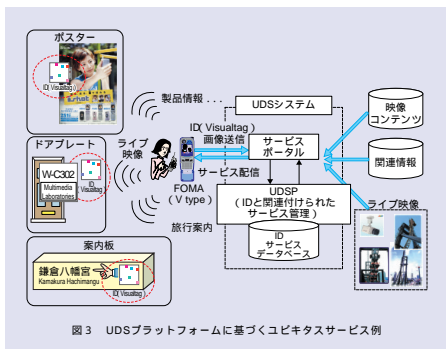 ポスター
ID(Visualtag)
製品情報...
UDSシステム
ID(Visualtag)
画像送信
サービス
ポータル
映像
コンテンツ
関連情報
ドアプレート
W-C302
Multimedia
Laboratories
ID
(Visualtag)
ライブ
映像
サービス配信
FOMA
(V type)
UDSP
(IDと関連付けられた
サービス管理)
ID
サービス
データベース
ライブ映像
旅行案内
案内板
鎌倉八幡宮
Kamakura Hachimangu
ID(Visualtag)
図3 UDSプラットフォームに基づくユビキタスサービス例